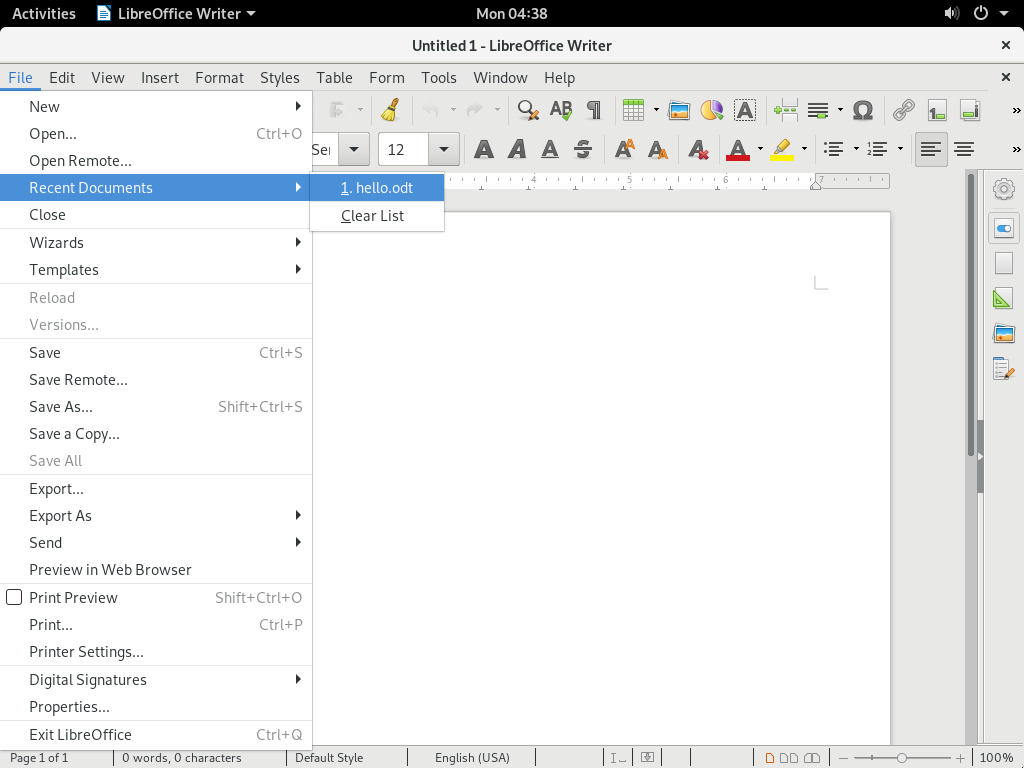 Activities LibreOffice Writer Mon 04:38
Untitled 1 - LibreOffice Writer
File Edit View Insert Format Styles Table Form Tools Window Help
New
Open... Ctrl+O
Open Remote...
12
Recent Documents
1. hello.odt
4 5 6 7
Close
Clear List
Wizards
Templates
Reload
Versions...
Save Ctrl+S
Save Remote...
Save As... Shift+Ctrl+S
Save a Copy...
Save All
Export...
Export As
Send
Preview in Web Browser
Print Preview Shift+Ctrl+O
Print... Ctrl+P
Printer Settings...
Digital Signatures
Properties...
Exit LibreOffice Ctrl+Q
Page 1 of 1 0 words, 0 characters Default Style English (USA) 100%